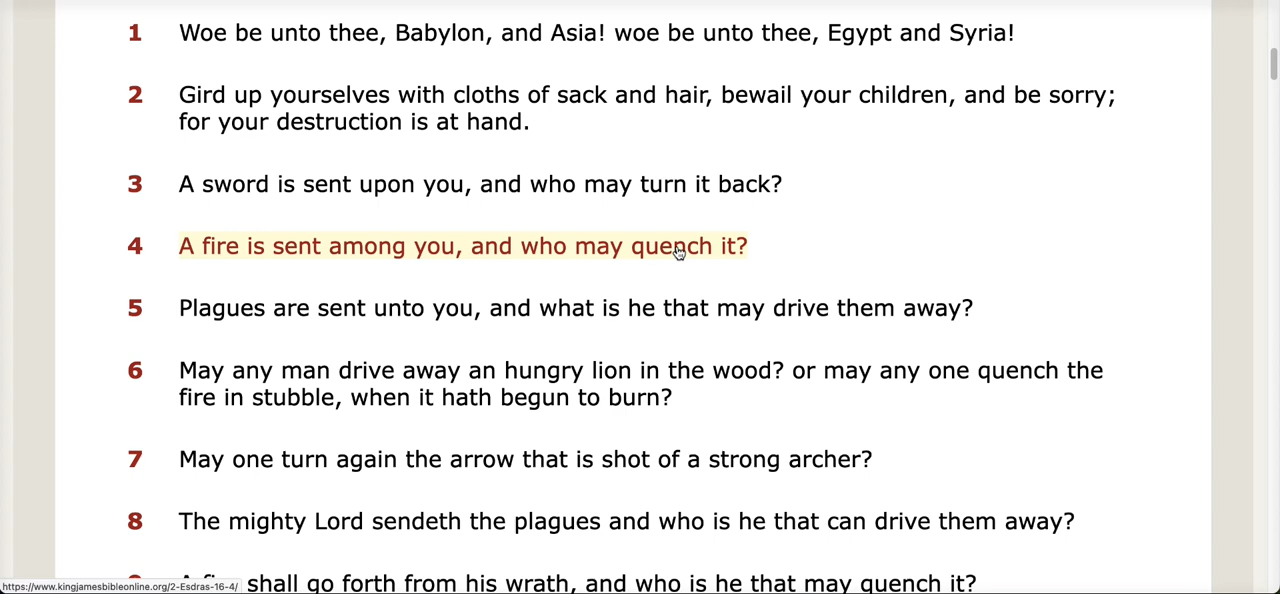 1 Woe be unto thee, Babylon, and Asia! woe be unto thee, Egypt and Syria!
2 Gird up yourselves with cloths of sack and hair, bewail your children, and be sorry;
for your destruction is at hand.
3 A sword is sent upon you, and who may turn it back?
4 A fire is sent among you, and who may quench it?
5 Plagues are sent unto you, and what is he that may drive them away?
6 May any man drive away an hungry lion in the wood? or may any one quench the
fire in stubble, when it hath begun to burn?
7 May one turn again the arrow that is shot of a strong archer?
8 The mighty Lord sendeth the plagues and who is he that can drive them away?
shall go forth from his wrath, and who is he that may quench it?
https://www.kingjamesbibleonline.org/2-Esdras-16-4/